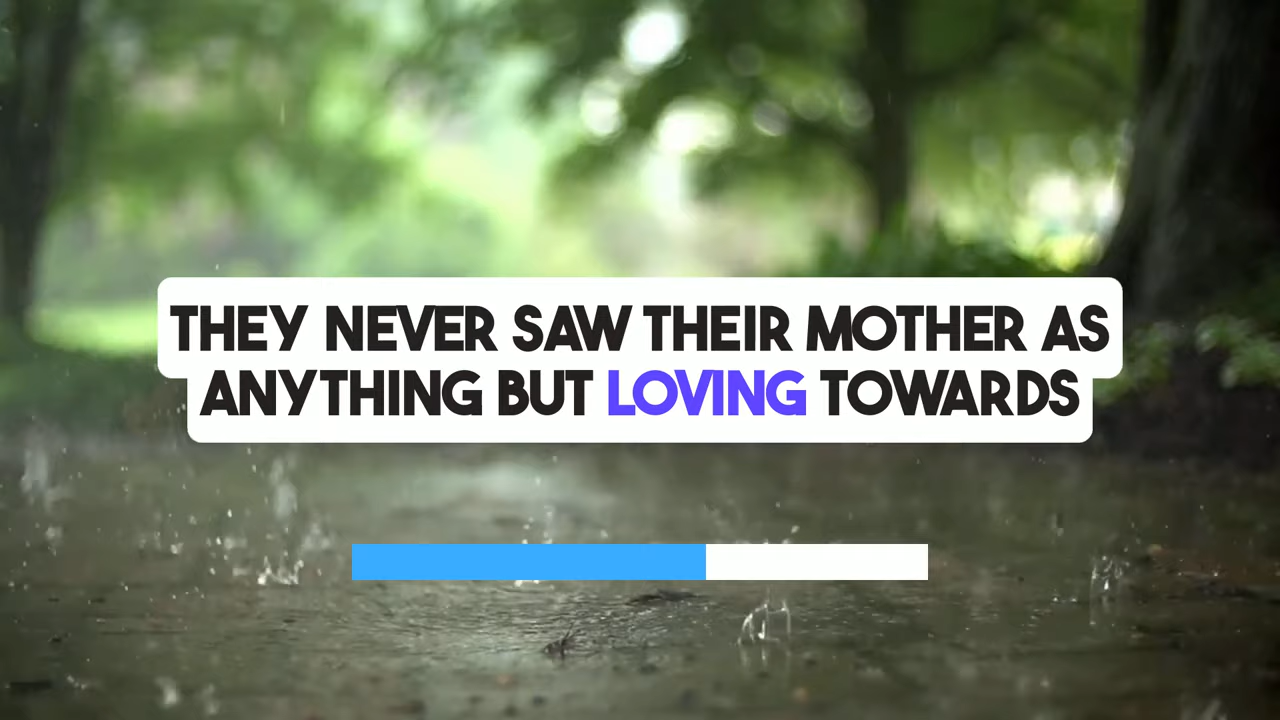 THEY NEVER SAW THEIR MOTHER AS
ANYTHING BUT LOVING TOWARDS